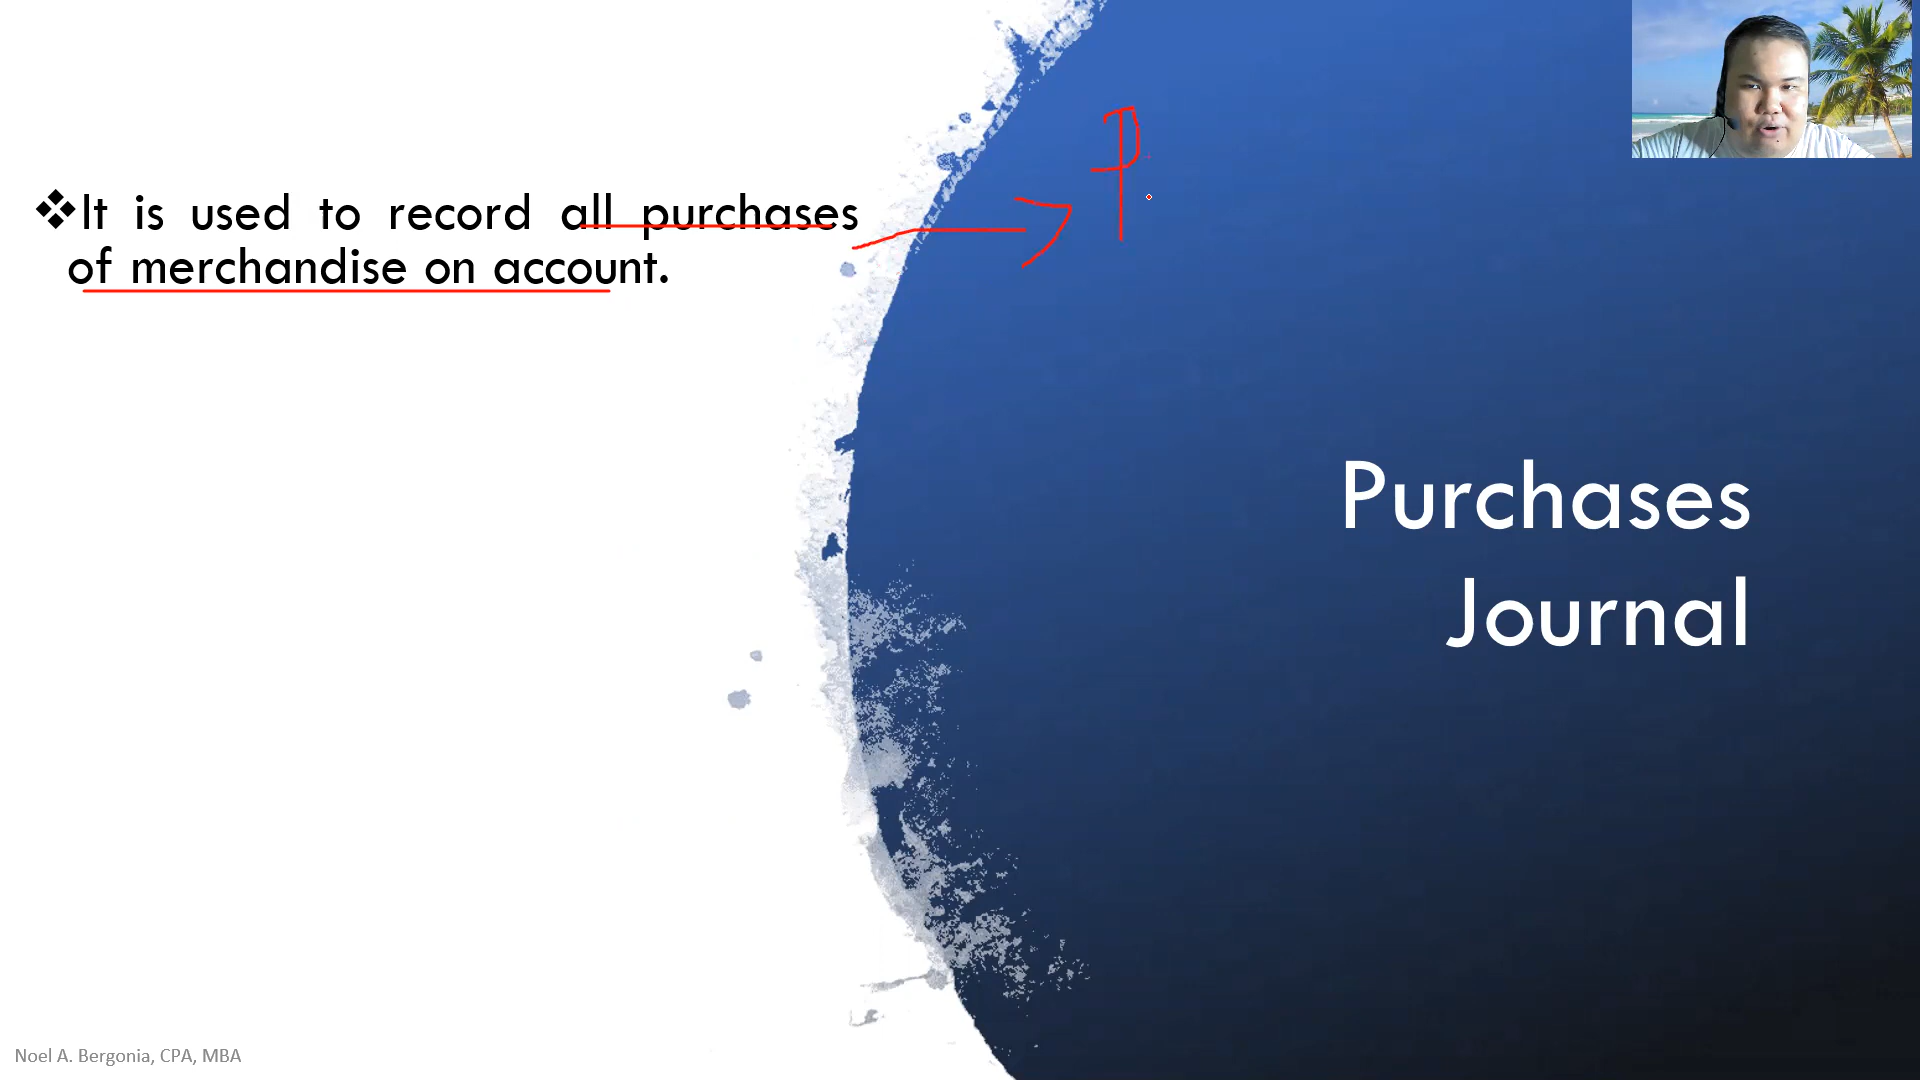 ❖It is used to record all purchases
of merchandise on account.
P
Purchases
Journal
Noel A. Bergonia, CPA, MBA